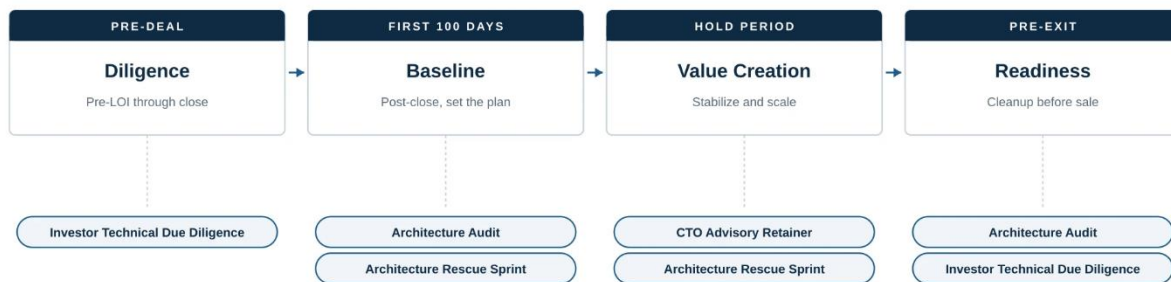 PRE-DEAL
Diligence
Pre-LOI through close
Investor Technical Due Diligence
FIRST 100 DAYS
Baseline
Post-close, set the plan
Architecture Audit
Architecture Rescue Sprint
HOLD PERIOD
Value Creation
Stabilize and scale
CTO Advisory Retainer
Architecture Rescue Sprint
PRE-EXIT
Readiness
Cleanup before sale
Architecture Audit
Investor Technical Due Diligence